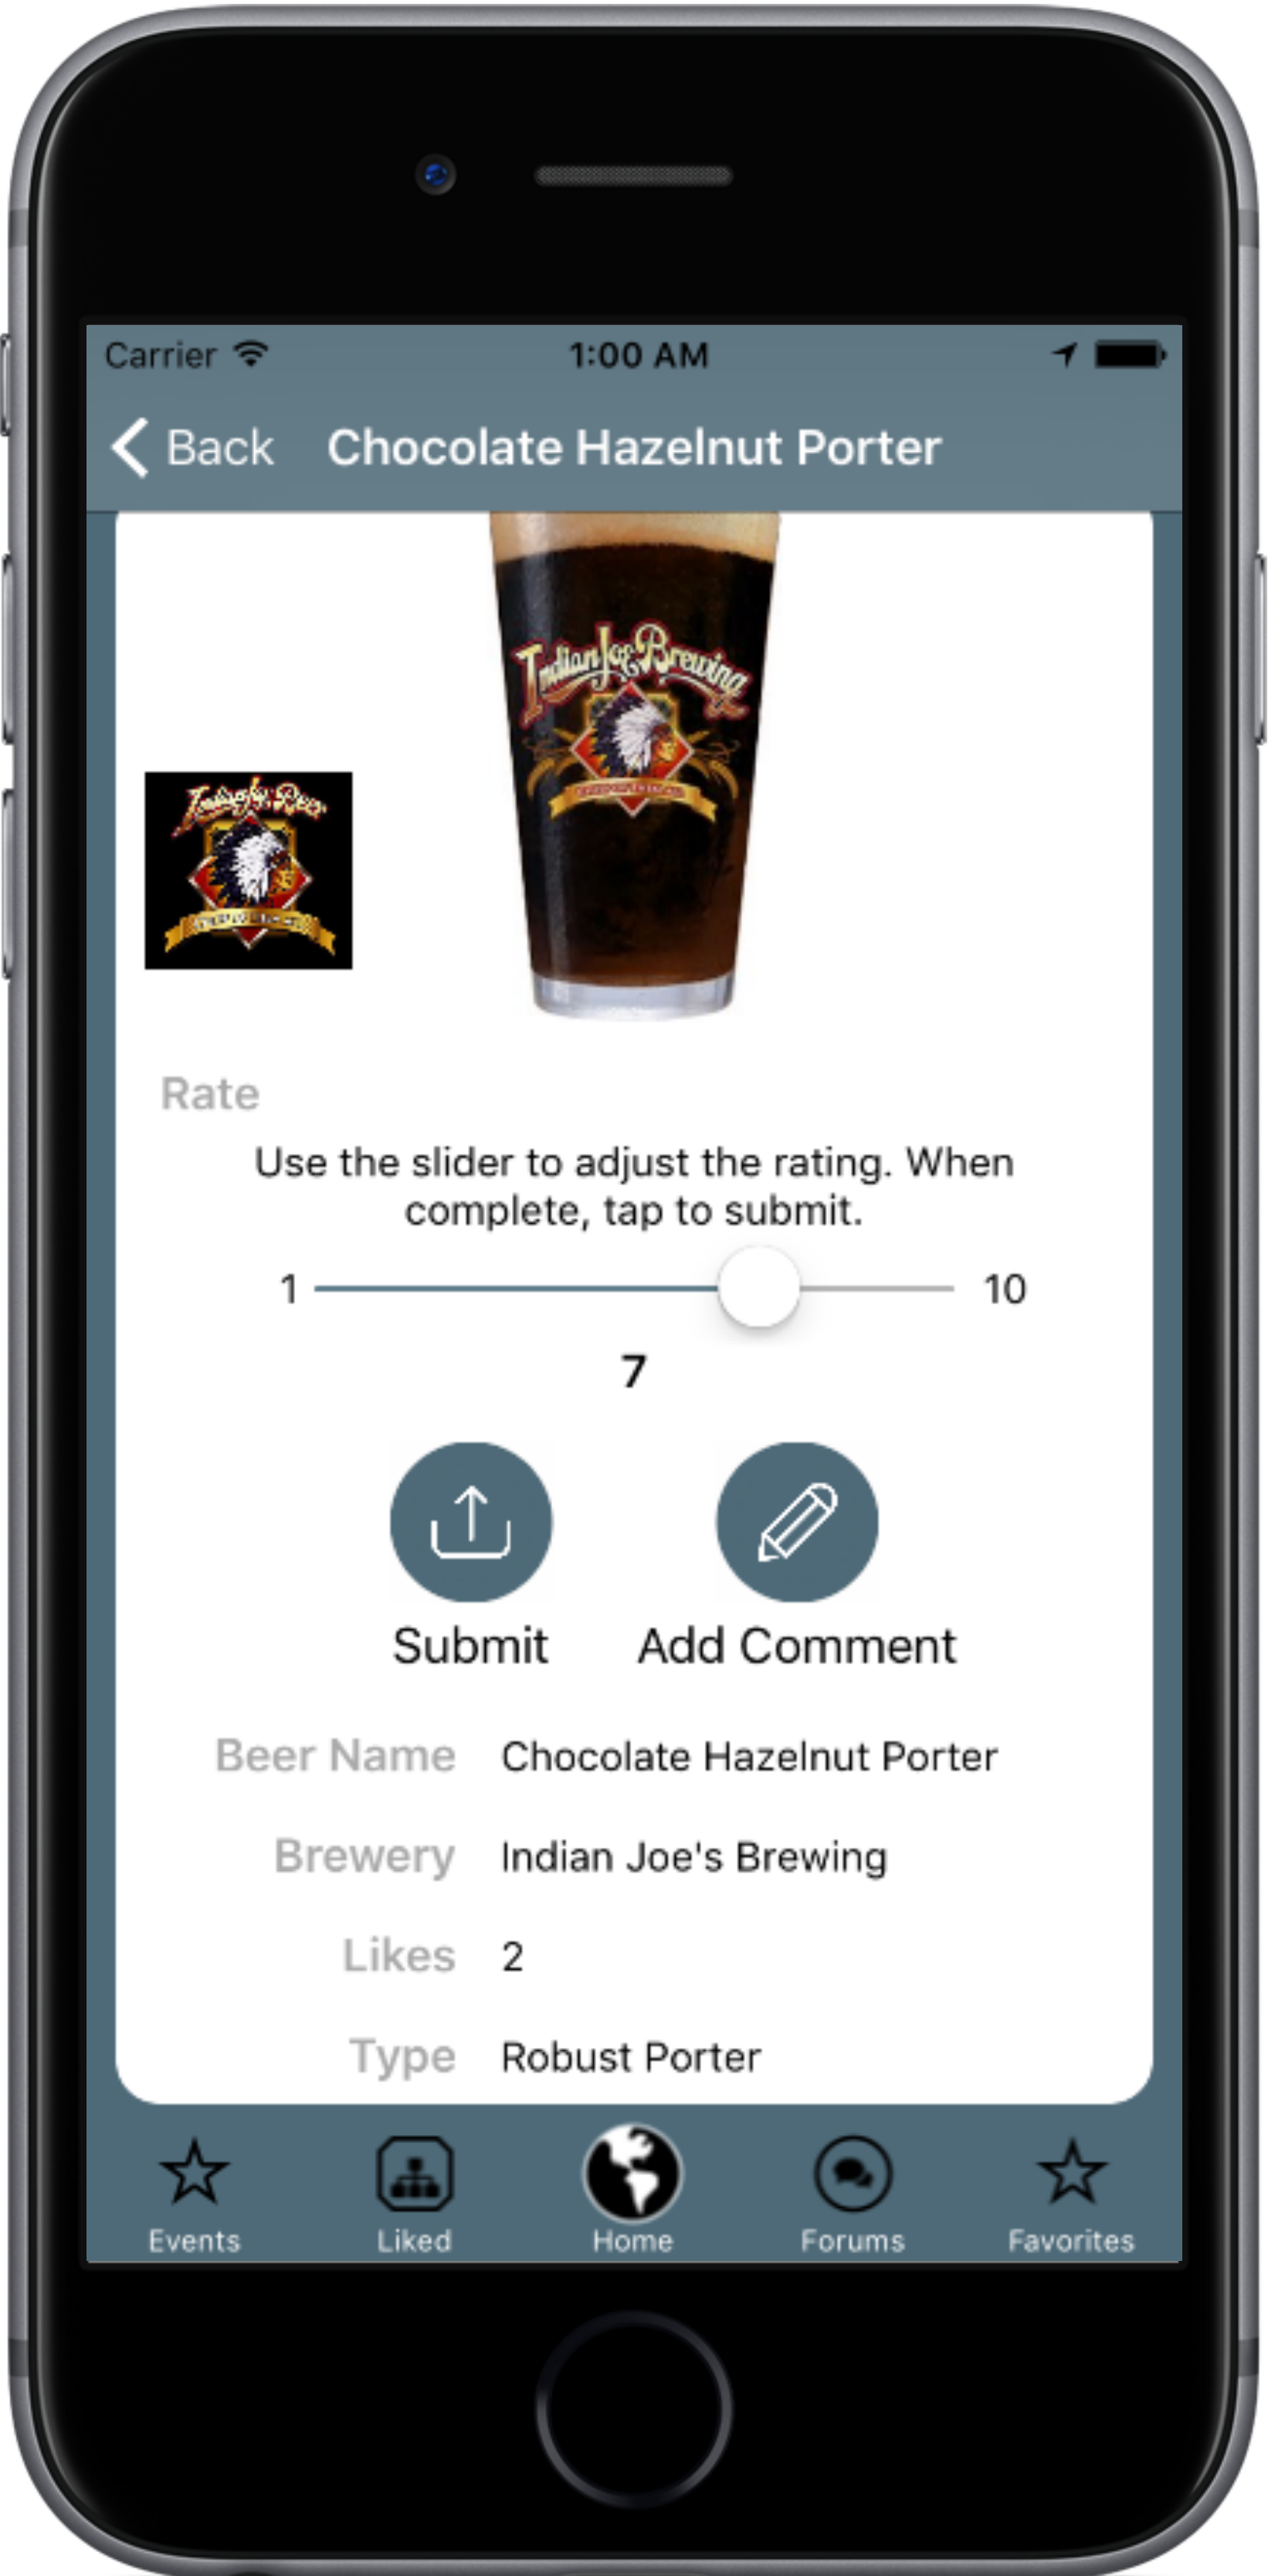 Carrier
1:00 AM
Back
Chocolate Hazelnut Porter
Indian Joe Brewing
Rate
Use the slider to adjust the rating. When
complete, tap to submit.
1
10
7
Submit
Add Comment
Beer Name
Chocolate Hazelnut Porter
Brewery
Indian Joe's Brewing
Likes
2
Type
Robust Porter
Events
Liked
Home
Forums
Favorites